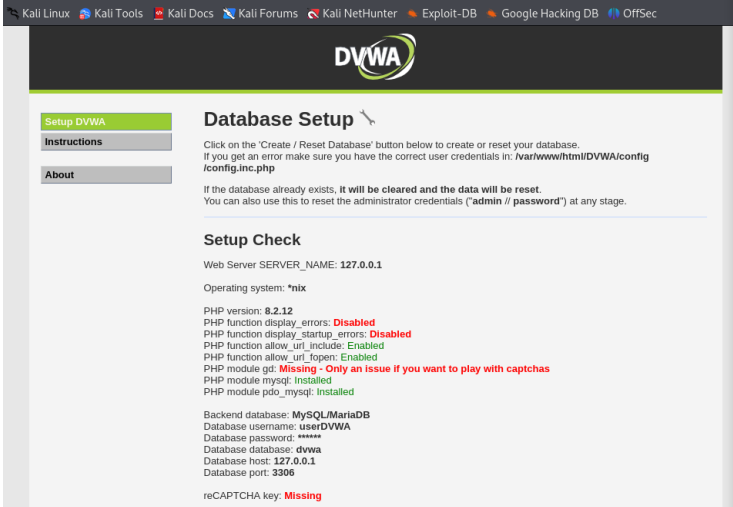 Kali Linux Kali Tools Kali Docs Kali Forums Kali NetHunter Exploit-DB Google Hacking DB OffSec
DVWA
Setup DVWA
Instructions
About
Database Setup
Click on the 'Create / Reset Database' button below to create or reset your database.
If you get an error make sure you have the correct user credentials in: /var/www/html/DVWA/config
/config.inc.php
If the database already exists, it will be cleared and the data will be reset.
You can also use this to reset the administrator credentials ("admin // password") at any stage.
Setup Check
Web Server SERVER_NAME: 127.0.0.1
Operating system: *nix
PHP version: 8.2.12
PHP function display_errors: Disabled
PHP function display_startup_errors: Disabled
PHP function allow_url_include: Enabled
PHP function allow_url_fopen: Enabled
PHP module gd: Missing - Only an issue if you want to play with captchas
PHP module mysql: Installed
PHP module pdo_mysql: Installed
Backend database: MySQL/MariaDB
Database username: userDVWA
Database password: ******
Database database: dvwa
Database host: 127.0.0.1
Database port: 3306
reCAPTCHA key: Missing